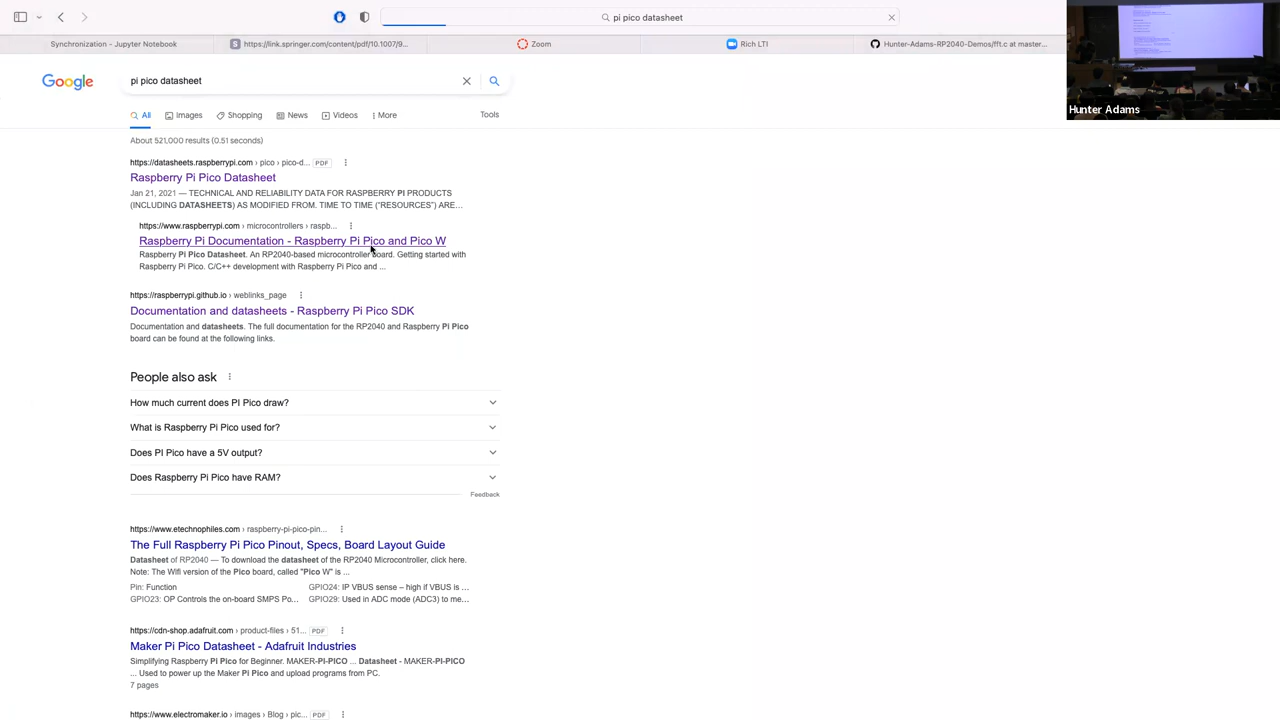 pi pico datasheet
Synchronization - Jupyter Notebook
https://link.springer.com/content/pdf/10.1007/9...
Zoom
Rich LTI
Hunter-Adams-RP2040-Demos/fft.c at master...
Hunter Adams
Google
pi pico datasheet
All
Images
Shopping
News
Videos
More
Tools
About 521,000 results (0.51 seconds)
https://datasheets.raspberrypi.com › pico › pico-d... PDF
Raspberry Pi Pico Datasheet
Jan 21, 2021 — TECHNICAL AND RELIABILITY DATA FOR RASPBERRY PI PRODUCTS
(INCLUDING DATASHEETS) AS MODIFIED FROM. TIME TO TIME (“RESOURCES”) ARE...
https://www.raspberrypi.com › microcontrollers › raspb...
Raspberry Pi Documentation - Raspberry Pi Pico and Pico W
Raspberry Pi Pico Datasheet. An RP2040-based microcontroller board. Getting started with
Raspberry Pi Pico. C/C++ development with Raspberry Pi Pico and ...
https://raspberrypi.github.io › weblinks_page
Documentation and datasheets - Raspberry Pi Pico SDK
Documentation and datasheets. The full documentation for the RP2040 and Raspberry Pi Pico
board can be found at the following links.
People also ask
How much current does PI Pico draw?
What is Raspberry Pi Pico used for?
Does PI Pico have a 5V output?
Does Raspberry Pi Pico have RAM?
Feedback
https://www.etechnophiles.com › raspberry-pi-pico-pin...
The Full Raspberry Pi Pico Pinout, Specs, Board Layout Guide
Datasheet of RP2040 — To download the datasheet of the RP2040 Microcontroller, click here.
Note: The Wifi version of the Pico board, called "Pico W" is ...
Pin: Function
GPIO24: IP VBUS sense – high if VBUS is ...
GPIO23: OP Controls the on-board SMPS Po...
GPIO29: Used in ADC mode (ADC3) to me...
https://cdn-shop.adafruit.com › product-files › 51... PDF
Maker Pi Pico Datasheet - Adafruit Industries
Simplifying Raspberry Pi Pico for Beginner. MAKER-PI-PICO ... Datasheet - MAKER-PI-PICO
... Used to power up the Maker Pi Pico and upload programs from PC.
7 pages
https://www.electromaker.io › images › Blog › pic... PDF